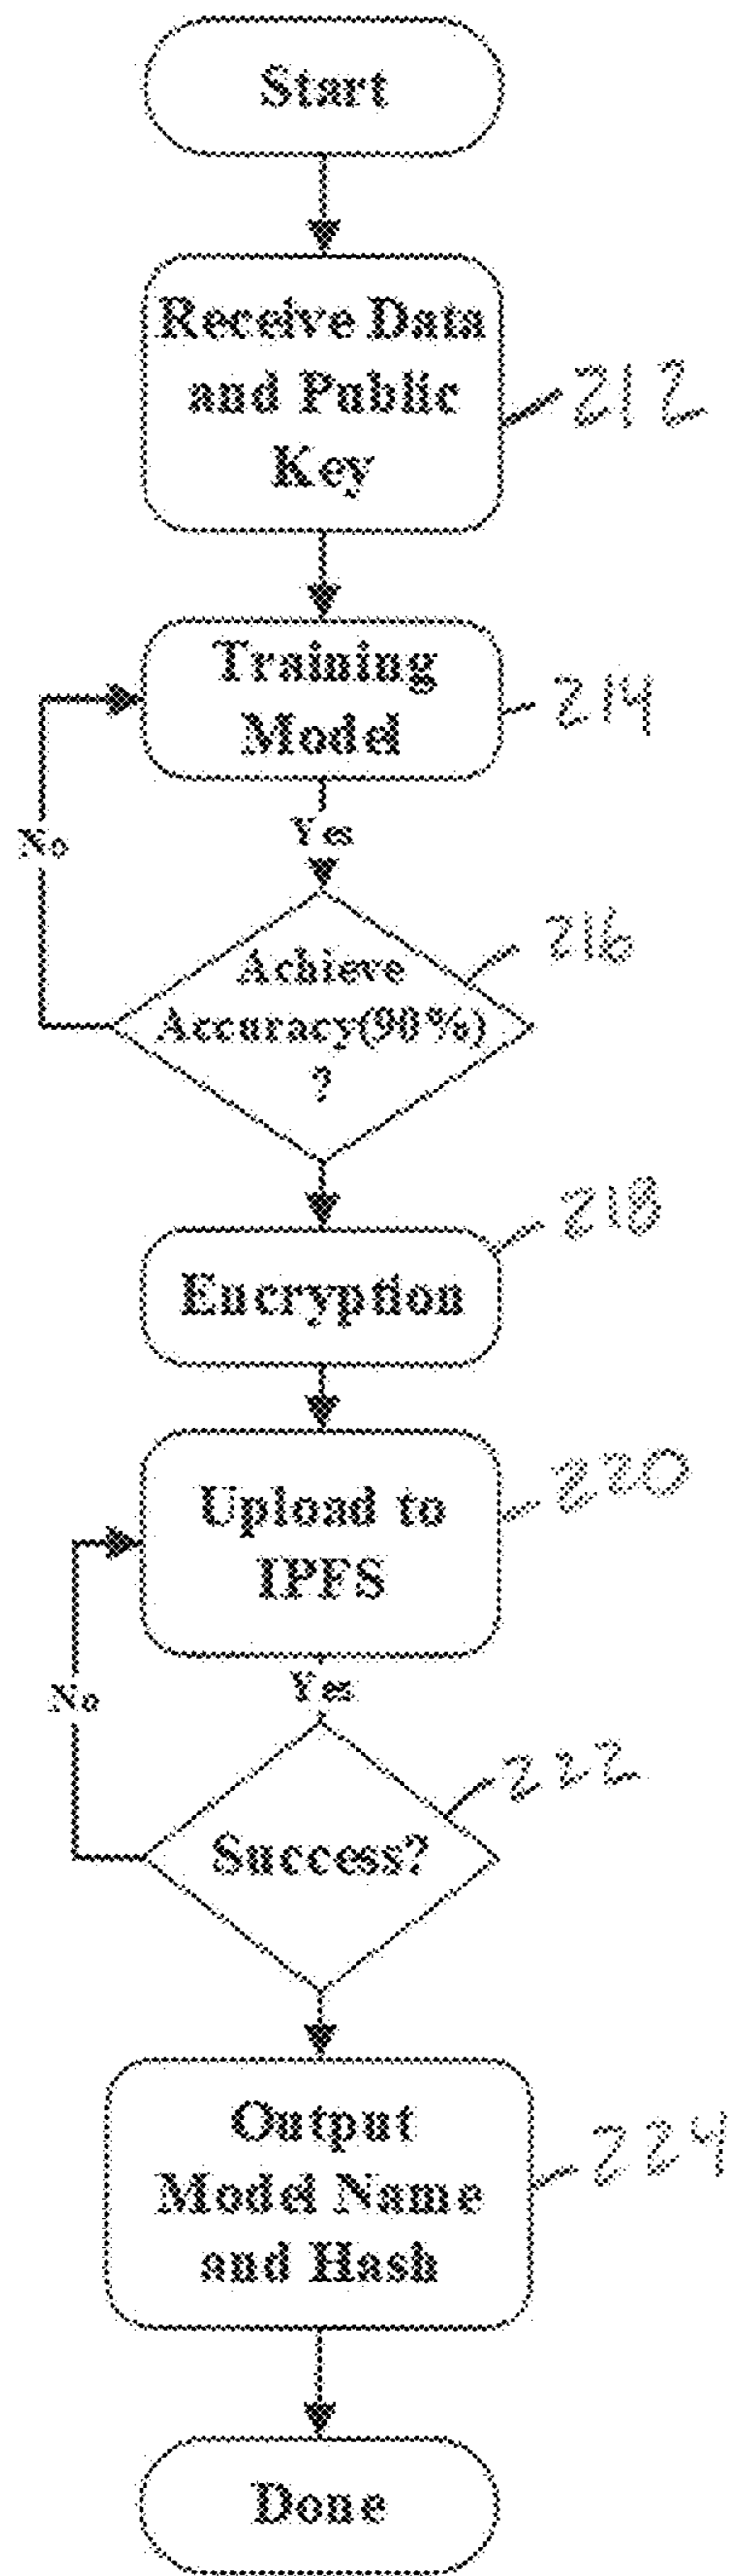 Start
Receive Data
and Public
Key
212
Training
Model
214
No
Yes
216
Achieve
Accuracy(90%)
?
218
Encryption
220
Upload to
IPFS
No
Yes
222
Success?
Output
Model Name
and Hash
224
Done